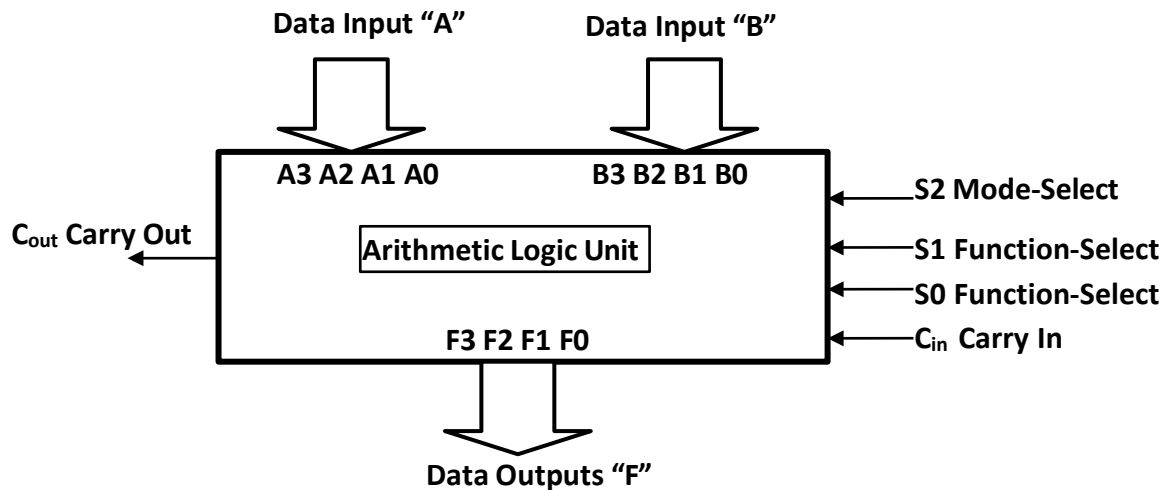 Data Input “A”
Data Input “B”
A3 A2 A1 A0
B3 B2 B1 B0
S2 Mode-Select
Cout Carry Out
Arithmetic Logic Unit
S1 Function-Select
S0 Function-Select
F3 F2 F1 F0
Cin Carry In
Data Outputs “F”